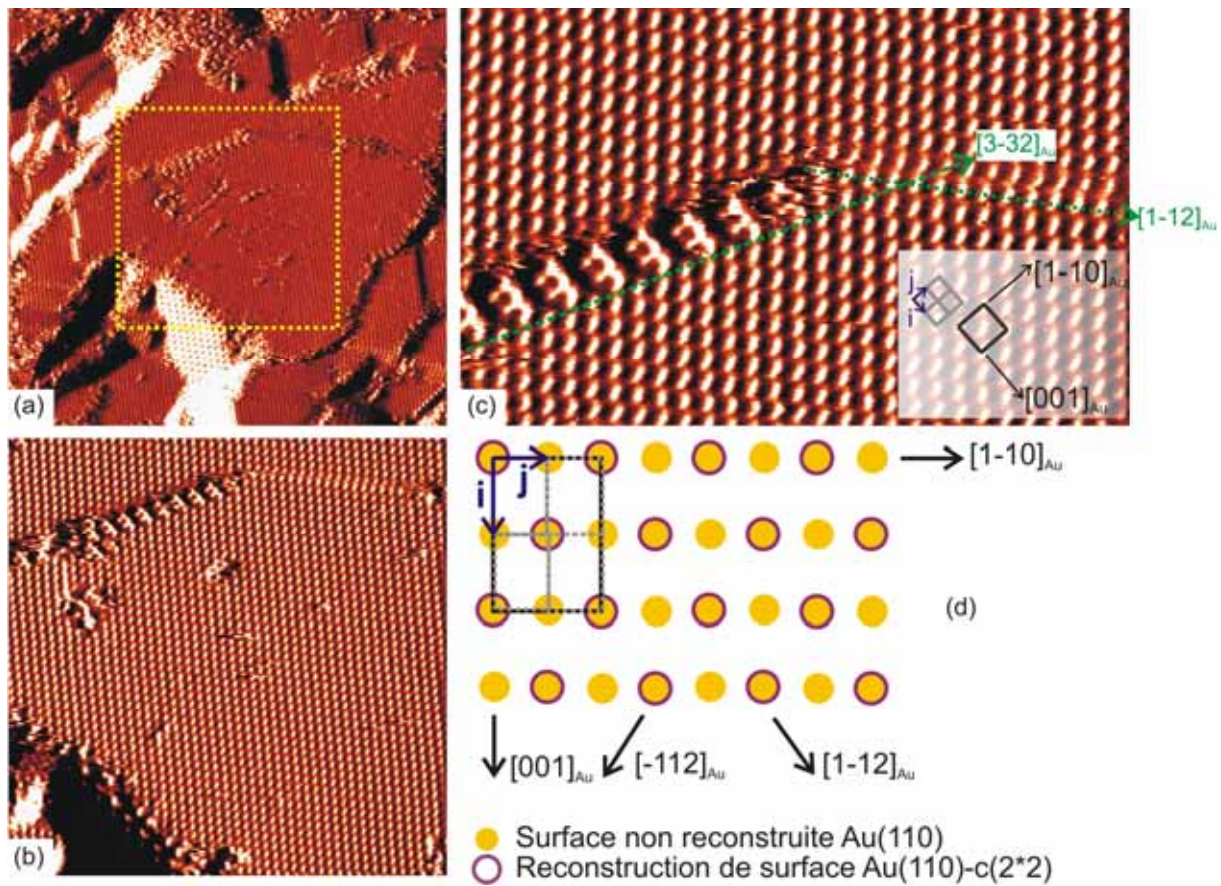 (a)
(b)
(c)
[3-32]Au
[1-12]Au
j
i
[1-10]Au
[001]Au
j
i
[1-10]Au
(d)
[001]Au
[-112]Au
[1-12]Au
Surface non reconstruite Au(110)
Reconstruction de surface Au(110)-c(2*2)